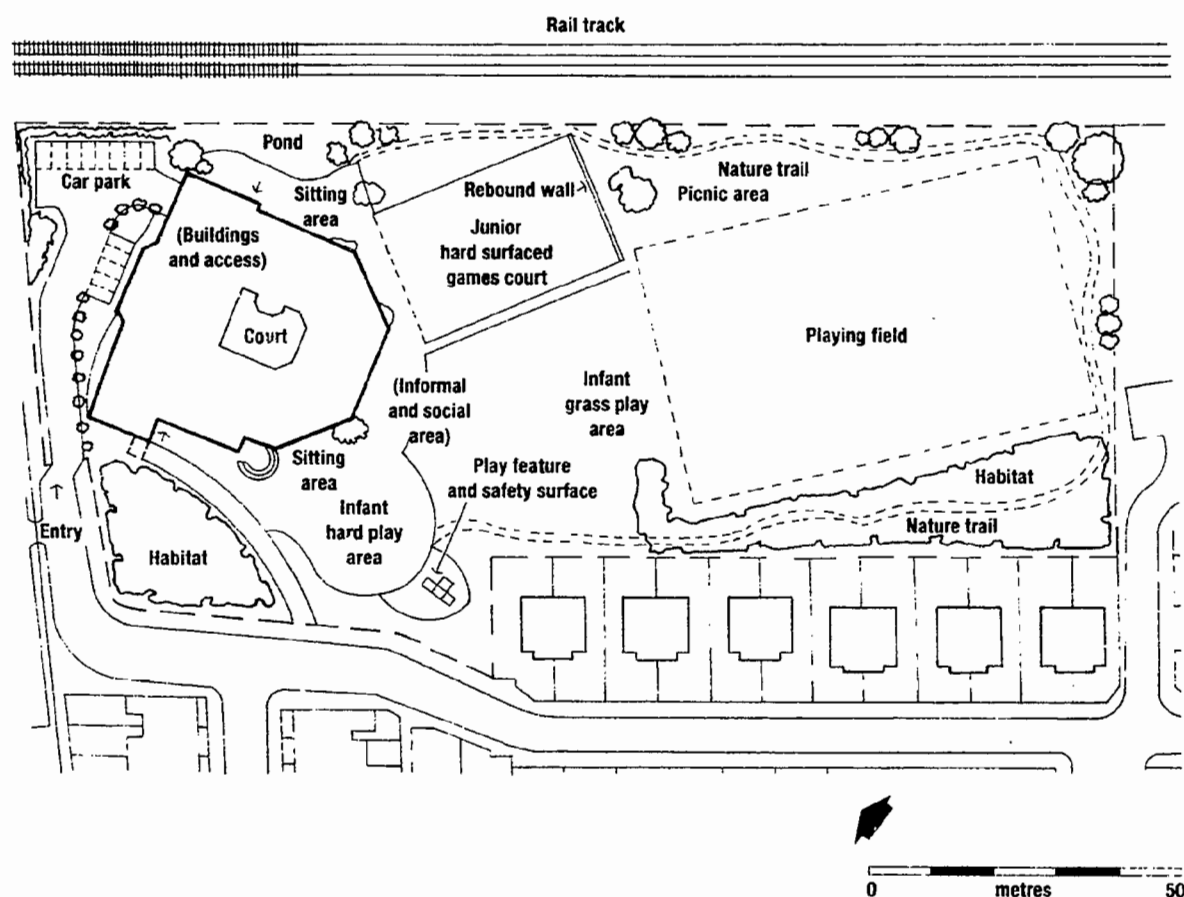 Rail track
Pond
Car park
Sitting
area
Rebound wall
Nature trail
Picnic area
(Buildings
and access)
Junior
hard surfaced
games court
Court
Playing field
(Informal
and social
area)
Infant
grass play
area
Sitting
area
Play feature
and safety surface
Habitat
Infant
hard play
area
Nature trail
Entry
Habitat
0 metres 50